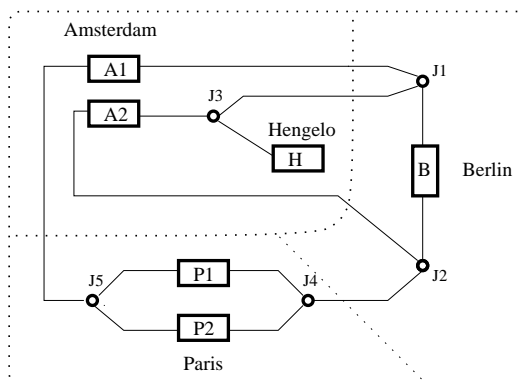 Amsterdam
A1
J1
J3
A2
Hengelo
H
B
Berlin
J2
J5
P1
J4
P2
Paris